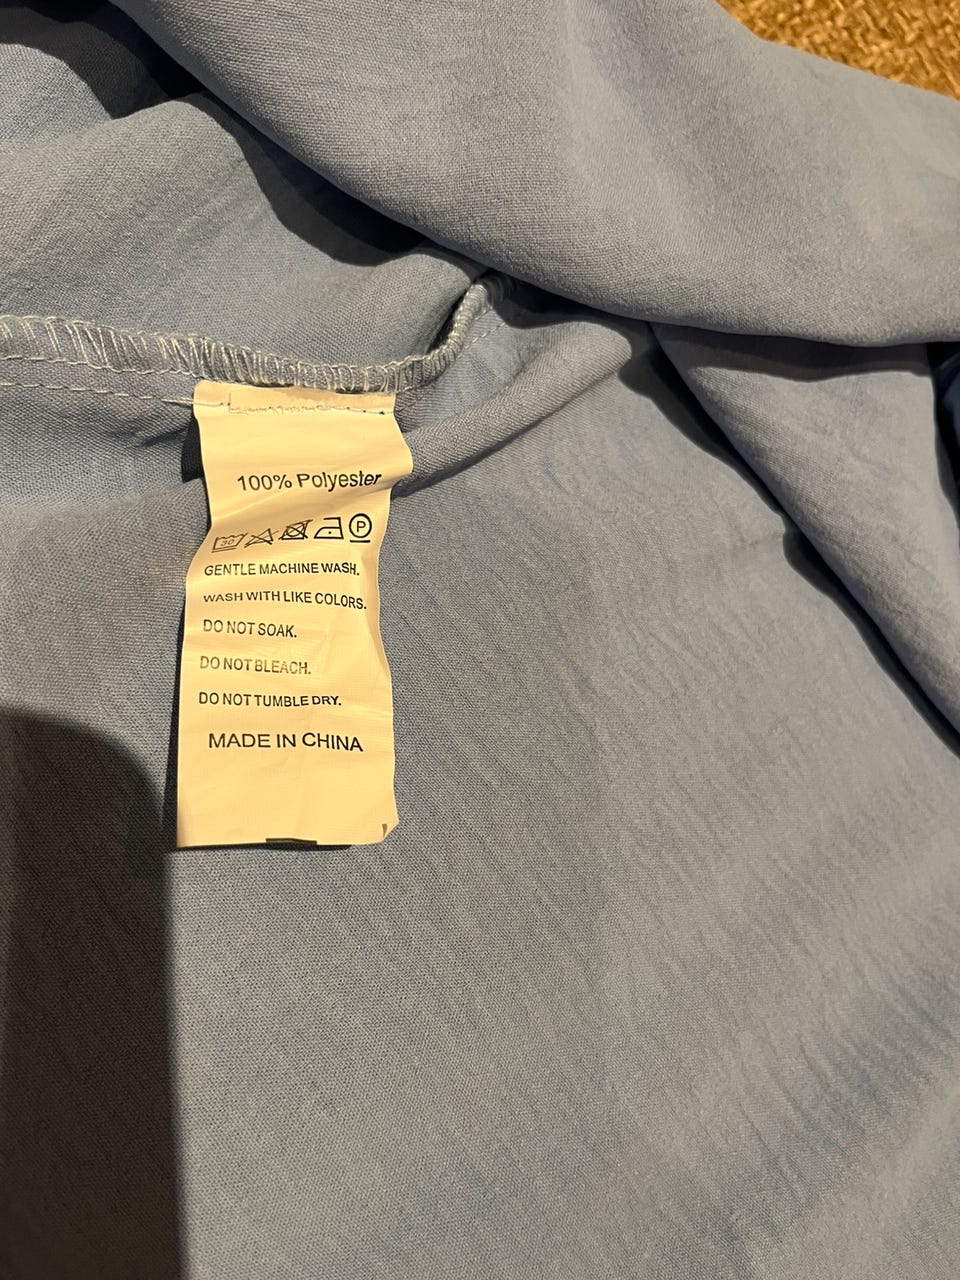 100% Polyester
30° P
GENTLE MACHINE WASH.
WASH WITH LIKE COLORS.
DO NOT SOAK.
DO NOT BLEACH.
DO NOT TUMBLE DRY.
MADE IN CHINA